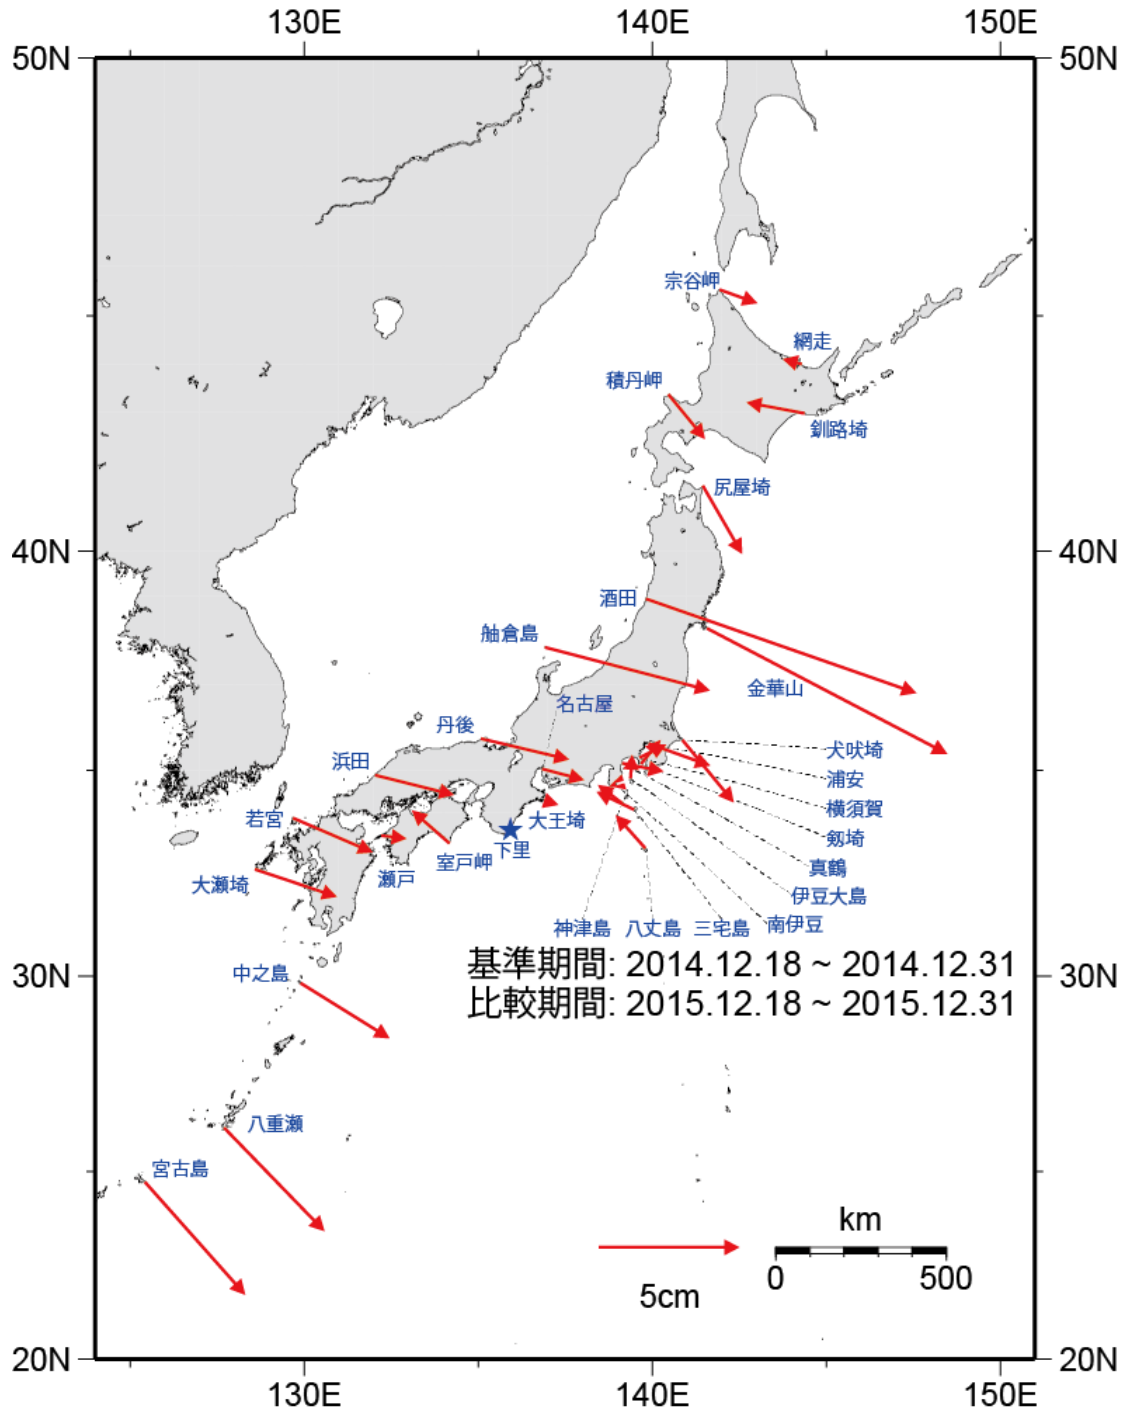 130E 140E 150E
50N 50N
宗谷岬
網走
積丹岬
釧路埼
尻屋埼
40N 40N
酒田
舳倉島
金華山
名古屋
丹後
犬吠埼
浜田
浦安
横須賀
若宮
大王埼
剱埼
下里
室戸岬
真鶴
瀬戸
大瀬埼
伊豆大島
南伊豆
神津島 八丈島 三宅島
基準期間: 2014.12.18 ~ 2014.12.31
中之島
30N 30N
比較期間: 2015.12.18 ~ 2015.12.31
八重瀬
宮古島
km
0 500
5cm
20N 20N
130E 140E 150E